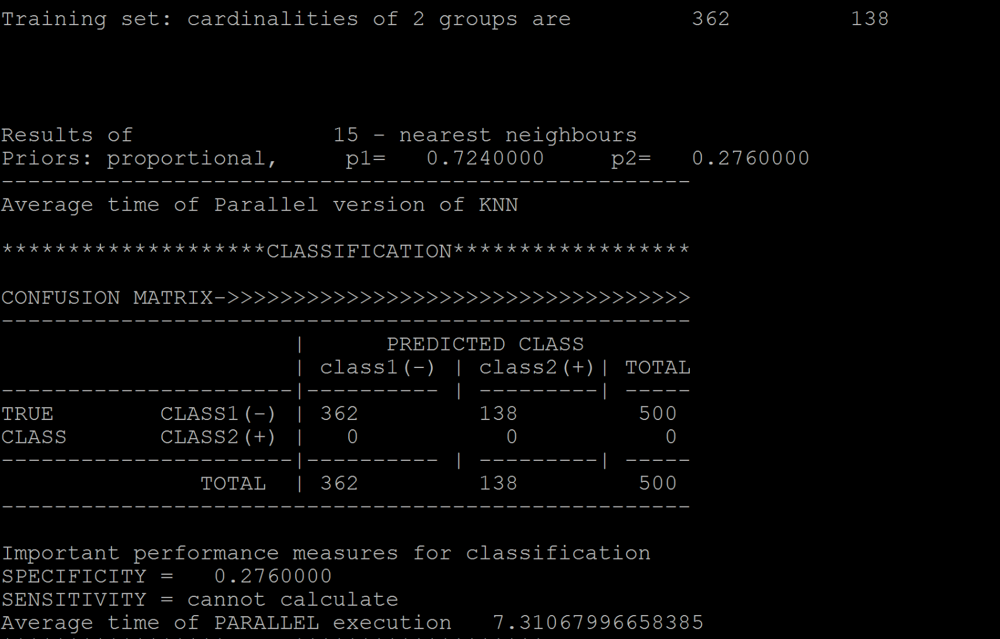 Training set: cardinalities of 2 groups are         362         138
Results of               15 - nearest neighbours
Priors: proportional,     p1=   0.7240000     p2=   0.2760000
----------------------------------------------------
Average time of Parallel version of KNN
********************CLASSIFICATION******************
CONFUSION MATRIX->>>>>>>>>>>>>>>>>>>>>>>>>>>>>>>>>>>
----------------------------------------------------
                      |      PREDICTED CLASS
                      | class1(-) | class2(+)| TOTAL
----------------------|---------- | ---------| -----
TRUE        CLASS1(-) | 362         138         500
CLASS       CLASS2(+) |   0           0           0
----------------------|---------- | ---------| -----
               TOTAL  | 362         138         500
----------------------------------------------------
Important performance measures for classification
SPECIFICITY =   0.2760000
SENSITIVITY = cannot calculate
Average time of PARALLEL execution   7.31067996658385